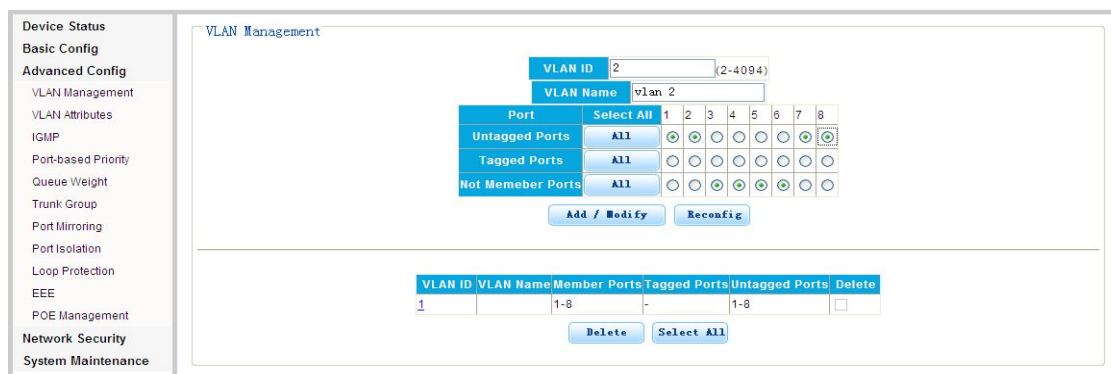 Device Status
Basic Config
Advanced Config
VLAN Management
VLAN Attributes
IGMP
Port-based Priority
Queue Weight
Trunk Group
Port Mirroring
Port Isolation
Loop Protection
EEE
POE Management
Network Security
System Maintenance
VLAN Management
VLAN ID 2 (2-4094)
VLAN Name vlan 2
Port Select All 1 2 3 4 5 6 7 8
Untagged Ports All
Tagged Ports All
Not Memeber Ports All
Add / Modify Reconfig
VLAN ID VLAN Name Member Ports Tagged Ports Untagged Ports Delete
1 1-8 - 1-8
Delete Select All